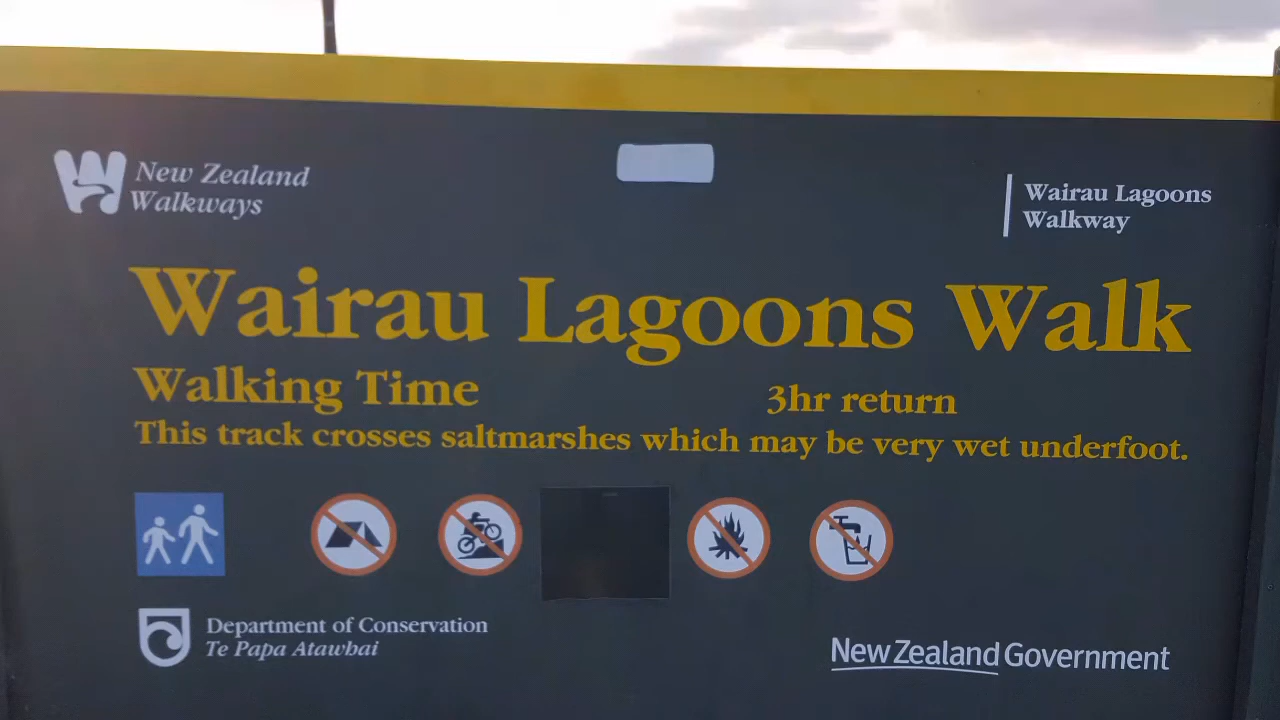 New Zealand
Walkways
Wairau Lagoons
Walkway
Wairau Lagoons Walk
Walking Time 3hr return
This track crosses saltmarshes which may be very wet underfoot.
Department of Conservation
Te Papa Atawhai
New Zealand Government